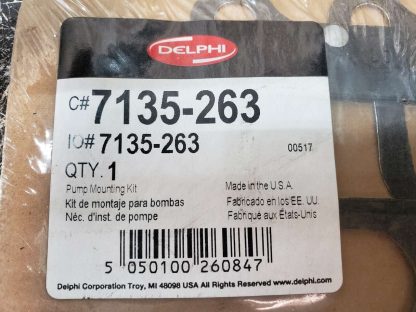 DELPHI
C# 7135-263
IO# 7135-263
00517
QTY. 1
Pump Mounting Kit
Made in the U.S.A.
Kit de montaje para bombas
Fabricado en los EE. UU.
Néc. d'inst. de pompe
Fabriqué aux États-Unis
5 050100 260847
Delphi Corporation Troy, MI 48098 USA All Rights Reserved www.delphi.com